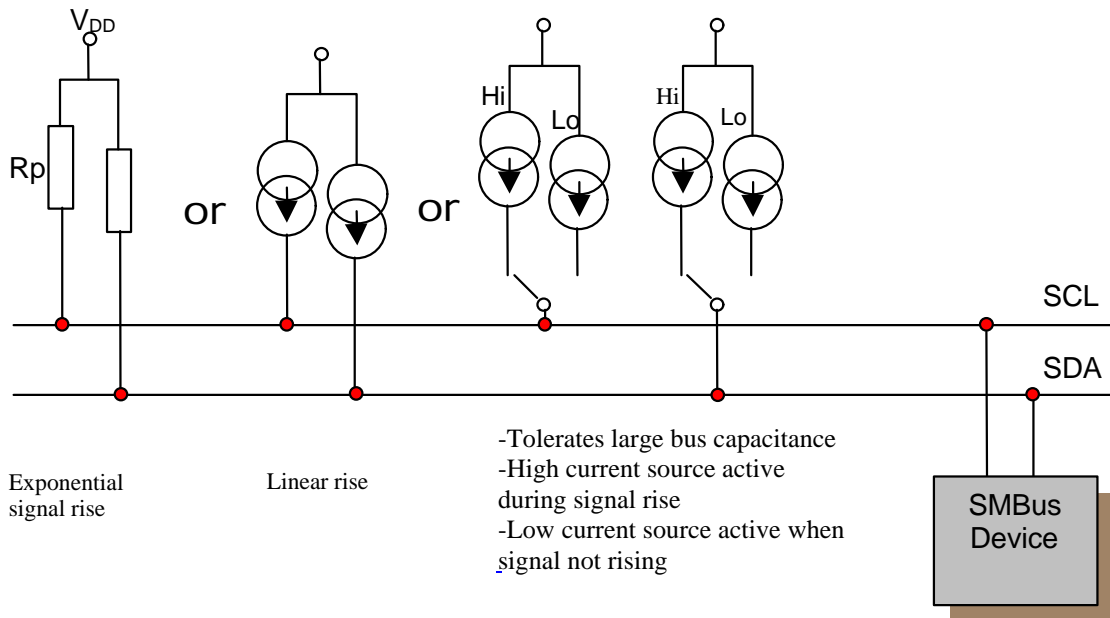 VDD
Hi
Lo
Hi
Lo
Rp
or
or
SCL
SDA
Exponential
signal rise
Linear rise
-Tolerates large bus capacitance
-High current source active
during signal rise
-Low current source active when
signal not rising
SMBus
Device